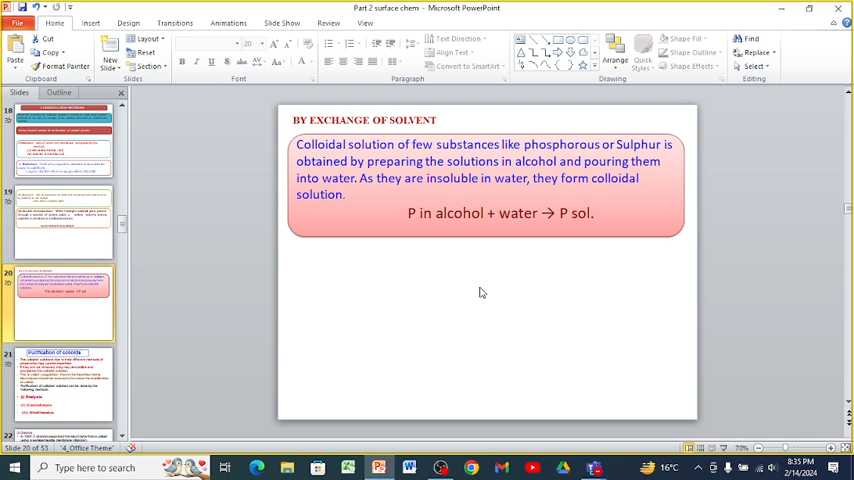 Part 2 surface chem - Microsoft PowerPoint
File Home Insert Design Transitions Animations Slide Show Review View
Paste
Cut
Copy
Format Painter
Clipboard
New
Slide
Layout
Reset
Section
Slides
20
B I U S
Font
Text Direction
Align Text
Convert to SmartArt
Paragraph
Arrange
Quick
Styles
Shape Fill
Shape Outline
Shape Effects
Drawing
Find
Replace
Select
Editing
Slides Outline
18
19
20
21
Purification of colloids
22
BY EXCHANGE OF SOLVENT
Colloidal solution of few substances like phosphorous or Sulphur is
obtained by preparing the solutions in alcohol and pouring them
into water. As they are insoluble in water, they form colloidal
solution.
P in alcohol + water → P sol.
Slide 20 of 53 "4_Office Theme" 70%
Type here to search
16°C
8:35 PM
2/14/2024